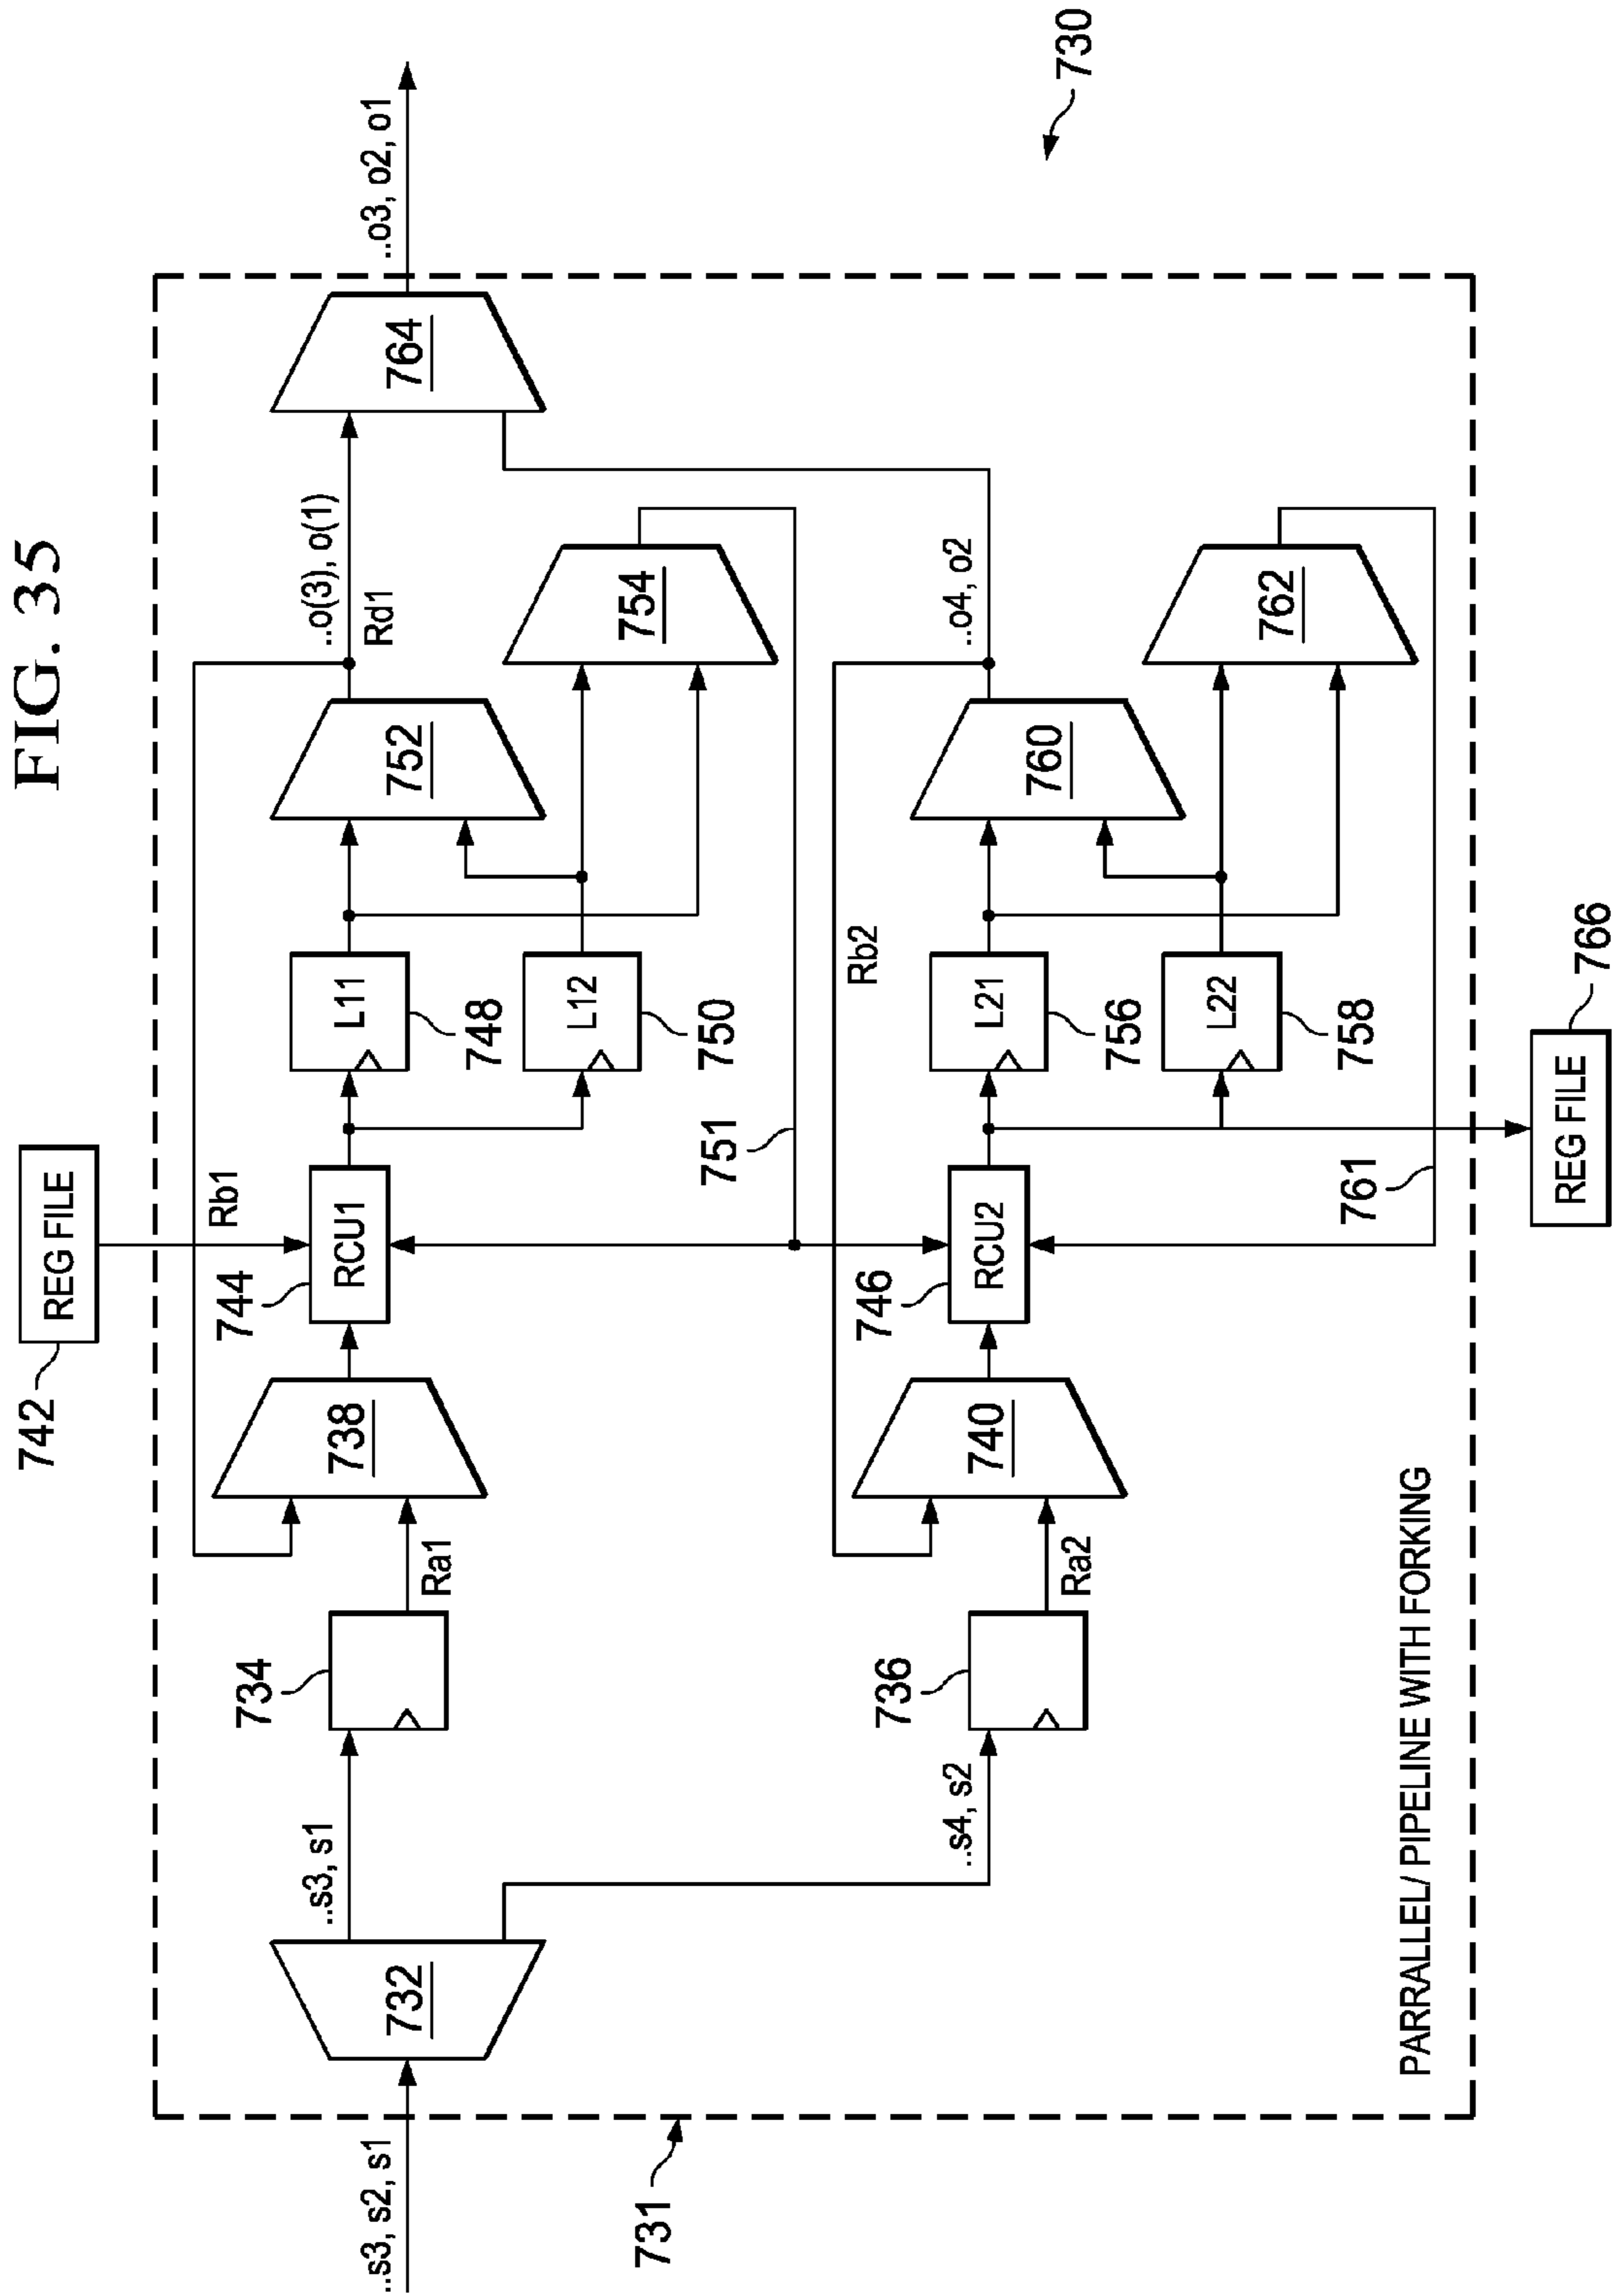 FIG. 35
742
REG FILE
..s3, s2, s1
732
..s3, s1
..s4, s2
734
Ra1
738
744
RCU1
Rb1
L11
748
L12
750
752
..o(3), o(1)
Rd1
754
764
..o3, o2, o1
751
736
Ra2
740
746
RCU2
Rb2
L21
756
L22
758
760
..o4, o2
762
761
REG FILE
766
731
PARRALLEL/ PIPELINE WITH FORKING
730